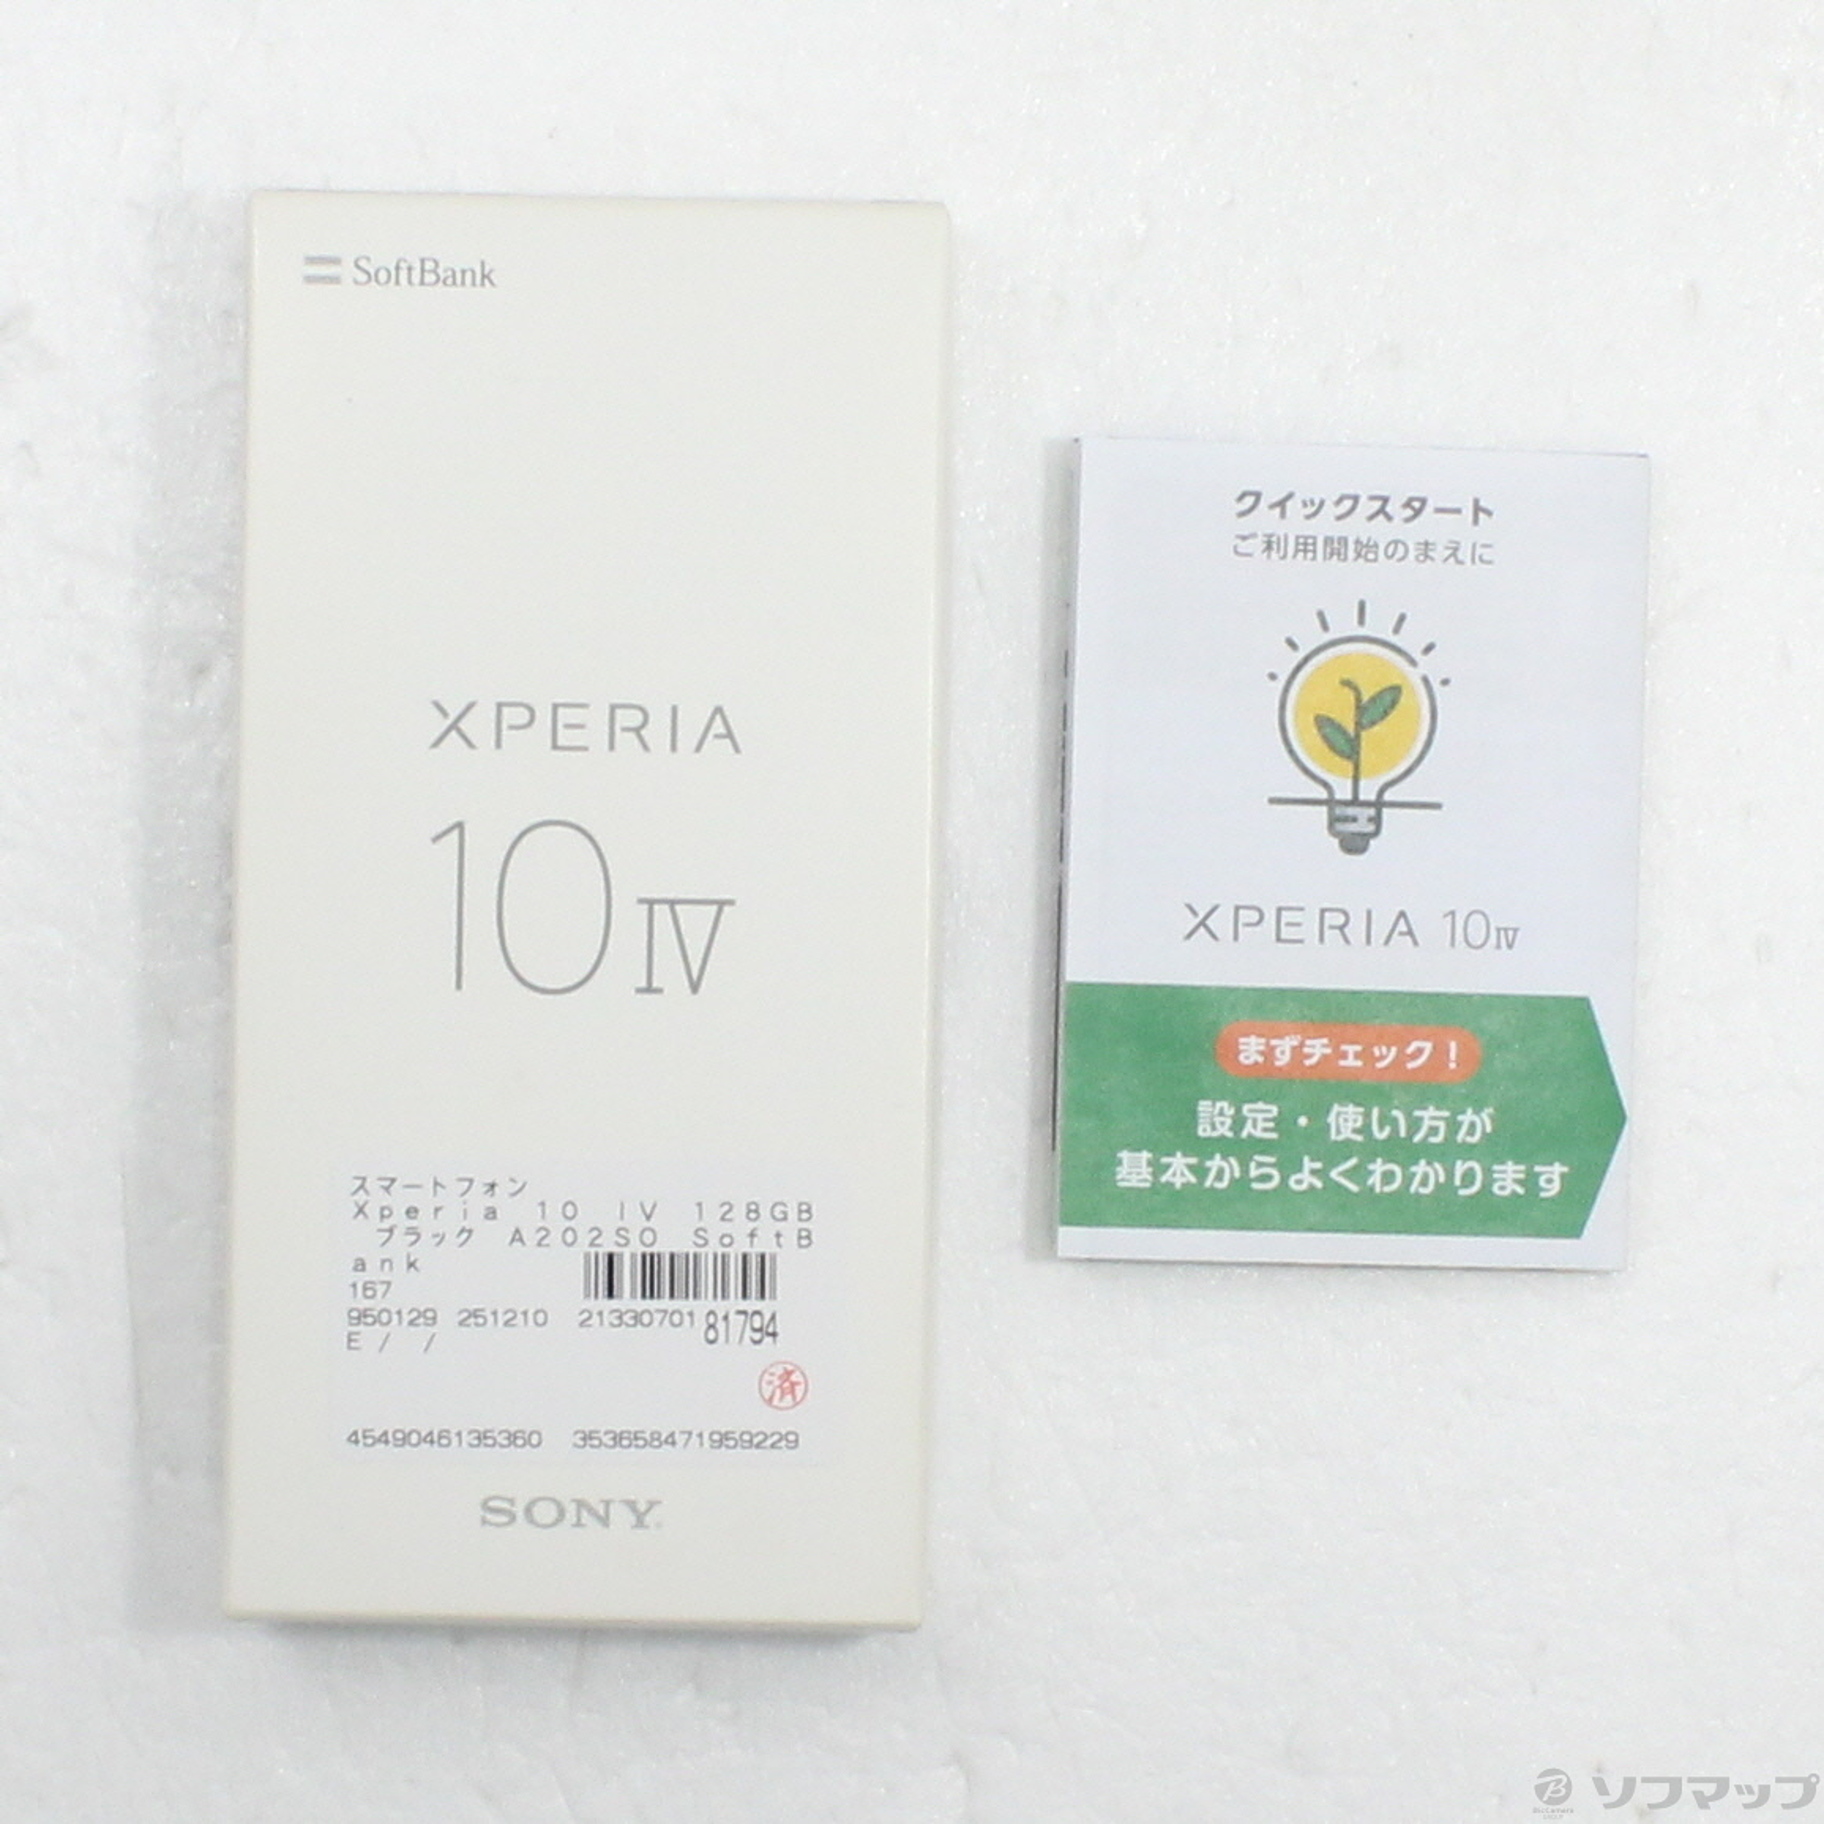 SoftBank
XPERIA
10 IV
スマートフォン
Xperia 10 IV 128GB
ブラック A202SO SoftB
ank
167
950129 251210 2133070181794
E / /
済
4549046135360 353658471959229
SONY
クイックスタート
ご利用開始のまえに
XPERIA 10 IV
まずチェック！
設定・使い方が
基本からよくわかります
ソフマップ